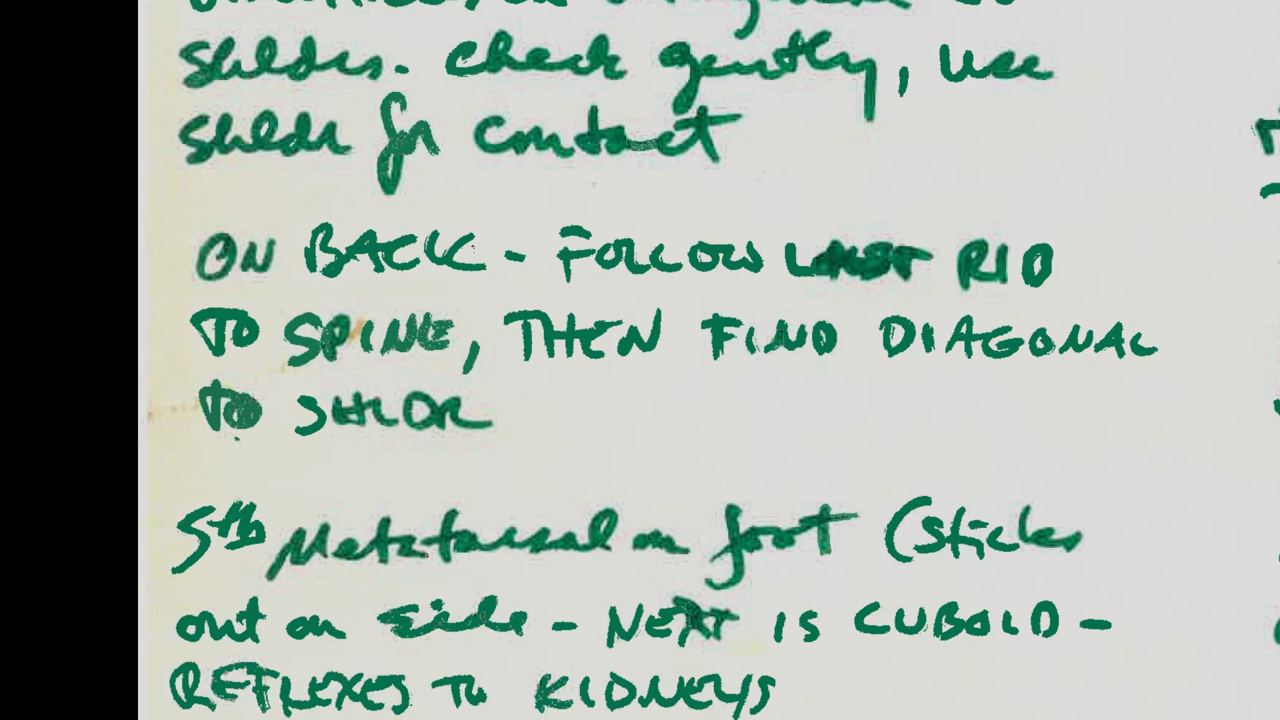 shldrs. check gently, use
shldr for contact
ON BACK - FOLLOW LAST RIB
TO SPINE, THEN FIND DIAGONAL
TO SHLDR
5th Metatarsal on foot (sticks
out on side - NEXT IS CUBOID -
REFLEXES TO KIDNEYS